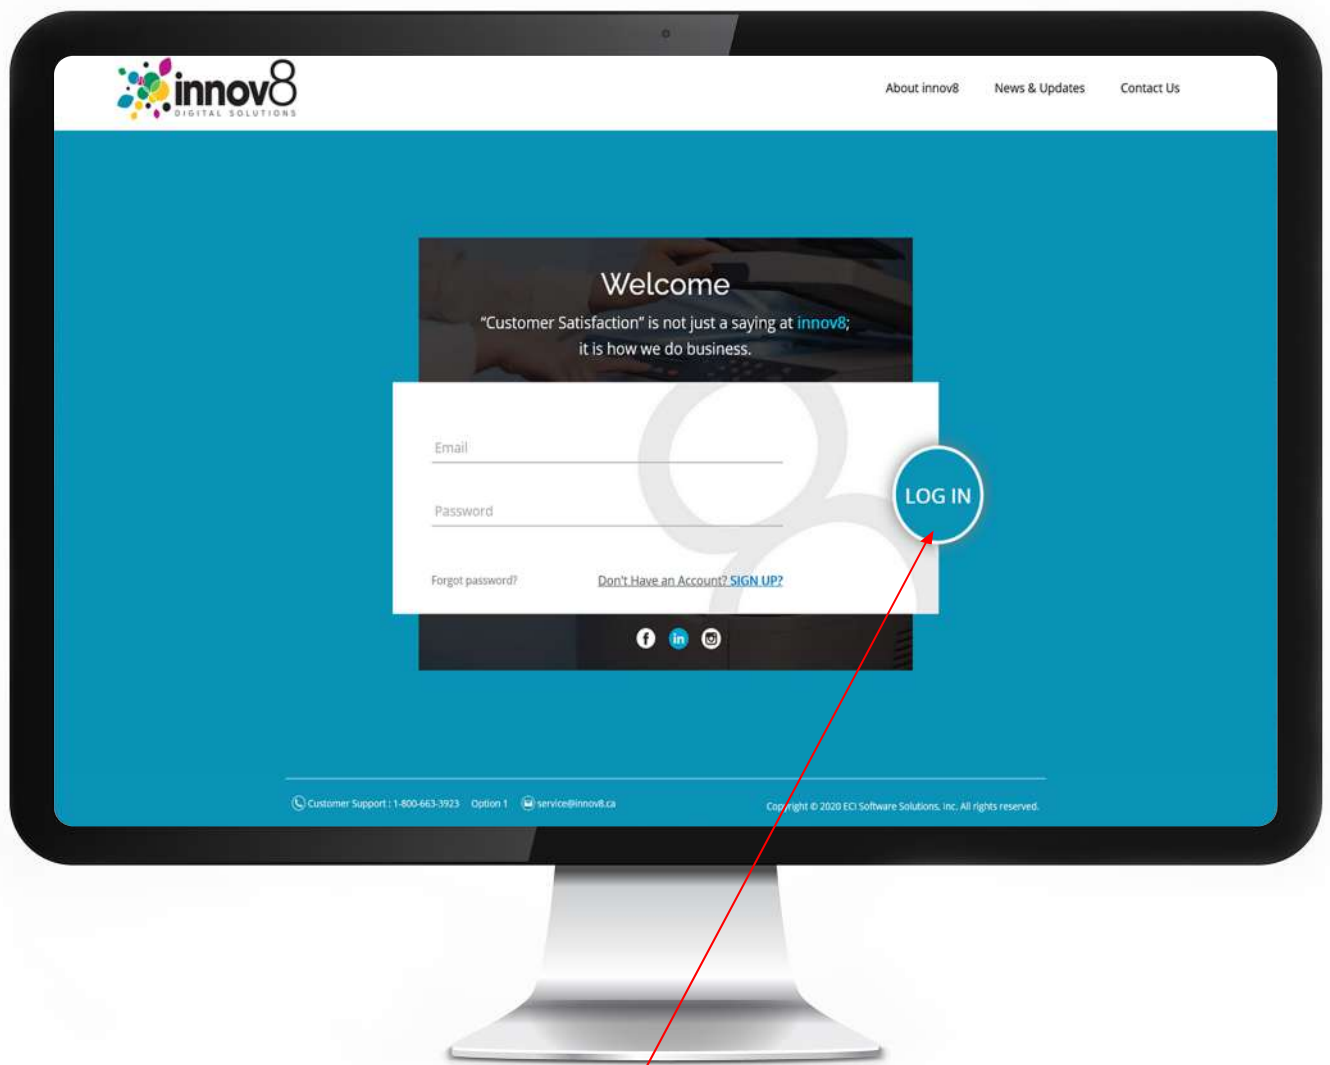 innov8
DIGITAL SOLUTIONS
About innov8 News & Updates Contact Us
Welcome
“Customer Satisfaction” is not just a saying at innov8;
it is how we do business.
Email
Password
LOG IN
Forgot password? Don't Have an Account? SIGN UP?
f in
Customer Support : 1-800-663-3923 Option 1 service@innov8.ca
Copyright © 2020 ECI Software Solutions, Inc. All rights reserved.